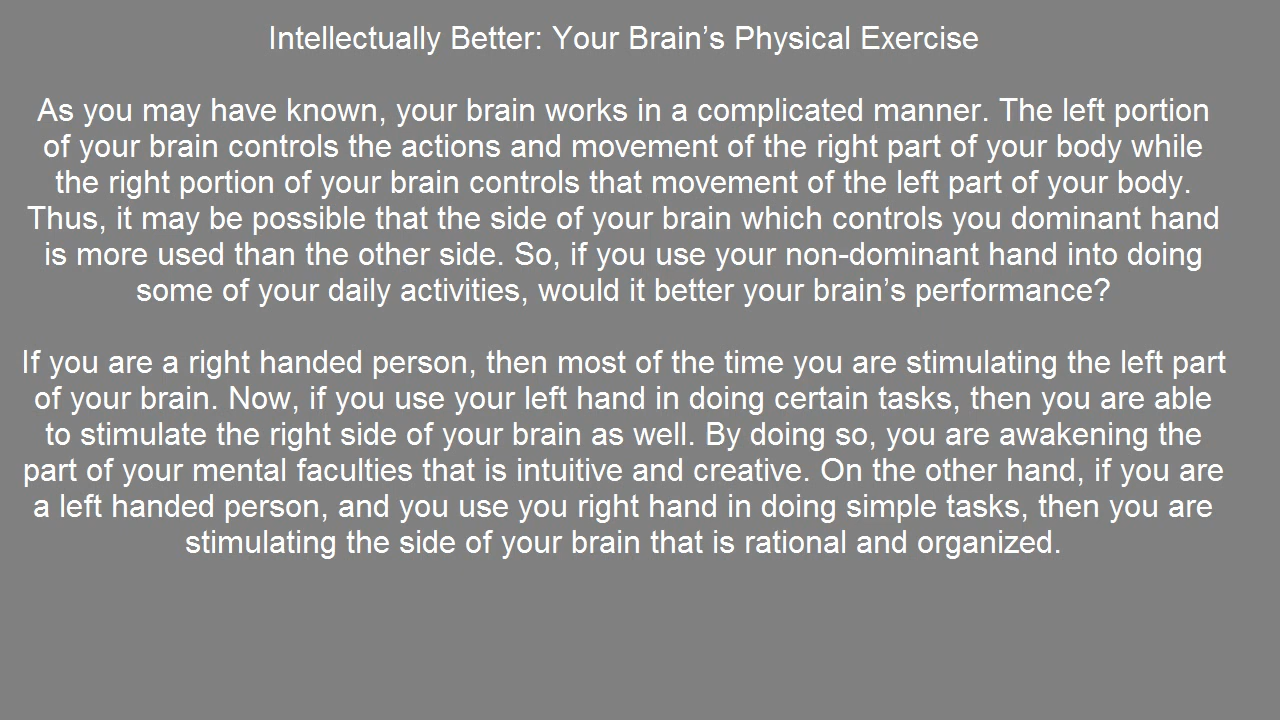 Intellectually Better: Your Brain’s Physical Exercise
As you may have known, your brain works in a complicated manner. The left portion
of your brain controls the actions and movement of the right part of your body while
the right portion of your brain controls that movement of the left part of your body.
Thus, it may be possible that the side of your brain which controls you dominant hand
is more used than the other side. So, if you use your non-dominant hand into doing
some of your daily activities, would it better your brain’s performance?
If you are a right handed person, then most of the time you are stimulating the left part
of your brain. Now, if you use your left hand in doing certain tasks, then you are able
to stimulate the right side of your brain as well. By doing so, you are awakening the
part of your mental faculties that is intuitive and creative. On the other hand, if you are
a left handed person, and you use you right hand in doing simple tasks, then you are
stimulating the side of your brain that is rational and organized.